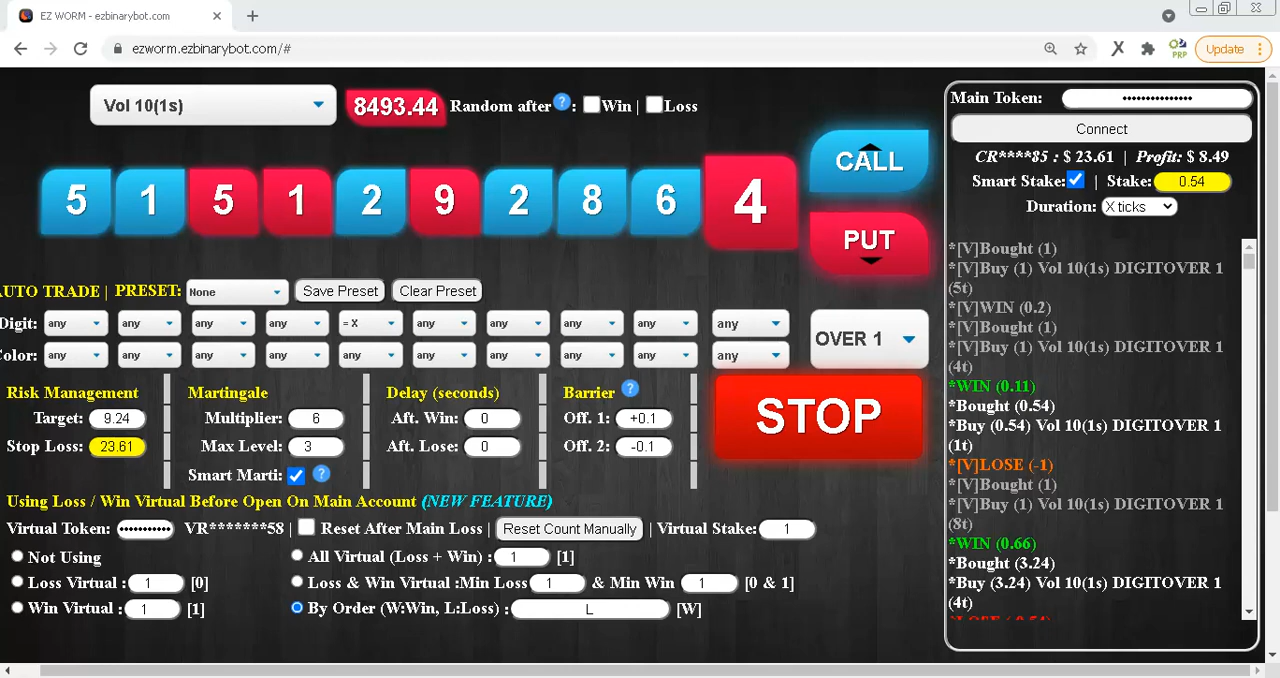 EZ WORM - ezbinarybot.com
ezworm.ezbinarybot.com/#
PRP
Update
Vol 10(1s)
8493.44
Random after ? : Win | Loss
5 1 5 1 2 9 2 8 6 4
CALL
PUT
AUTO TRADE | PRESET: None Save Preset Clear Preset
Digit: any any any any = X any any any any any
Color: any any any any any any any any any any
OVER 1
STOP
Risk Management
Target: 9.24
Stop Loss: 23.61
Martingale
Multiplier: 6
Max Level: 3
Smart Marti: ?
Delay (seconds)
Aft. Win: 0
Aft. Lose: 0
Barrier ?
Off. 1: +0.1
Off. 2: -0.1
Using Loss / Win Virtual Before Open On Main Account (NEW FEATURE)
Virtual Token: ••••••••••• VR*******58 | Reset After Main Loss | Reset Count Manually | Virtual Stake: 1
Not Using
All Virtual (Loss + Win) : 1 [1]
Loss Virtual : 1 [0]
Loss & Win Virtual :Min Loss 1 & Min Win 1 [0 & 1]
Win Virtual : 1 [1]
By Order (W:Win, L:Loss) : L [W]
Main Token: •••••••••••••••
Connect
CR****85 : $ 23.61 | Profit: $ 8.49
Smart Stake: | Stake: 0.54
Duration: X ticks
*[V]Bought (1)
*[V]Buy (1) Vol 10(1s) DIGITOVER 1
(5t)
*[V]WIN (0.2)
*[V]Bought (1)
*[V]Buy (1) Vol 10(1s) DIGITOVER 1
(4t)
*WIN (0.11)
*Bought (0.54)
*Buy (0.54) Vol 10(1s) DIGITOVER 1
(1t)
*[V]LOSE (-1)
*[V]Bought (1)
*[V]Buy (1) Vol 10(1s) DIGITOVER 1
(8t)
*WIN (0.66)
*Bought (3.24)
*Buy (3.24) Vol 10(1s) DIGITOVER 1
(4t)
*LOSE (-0.54)